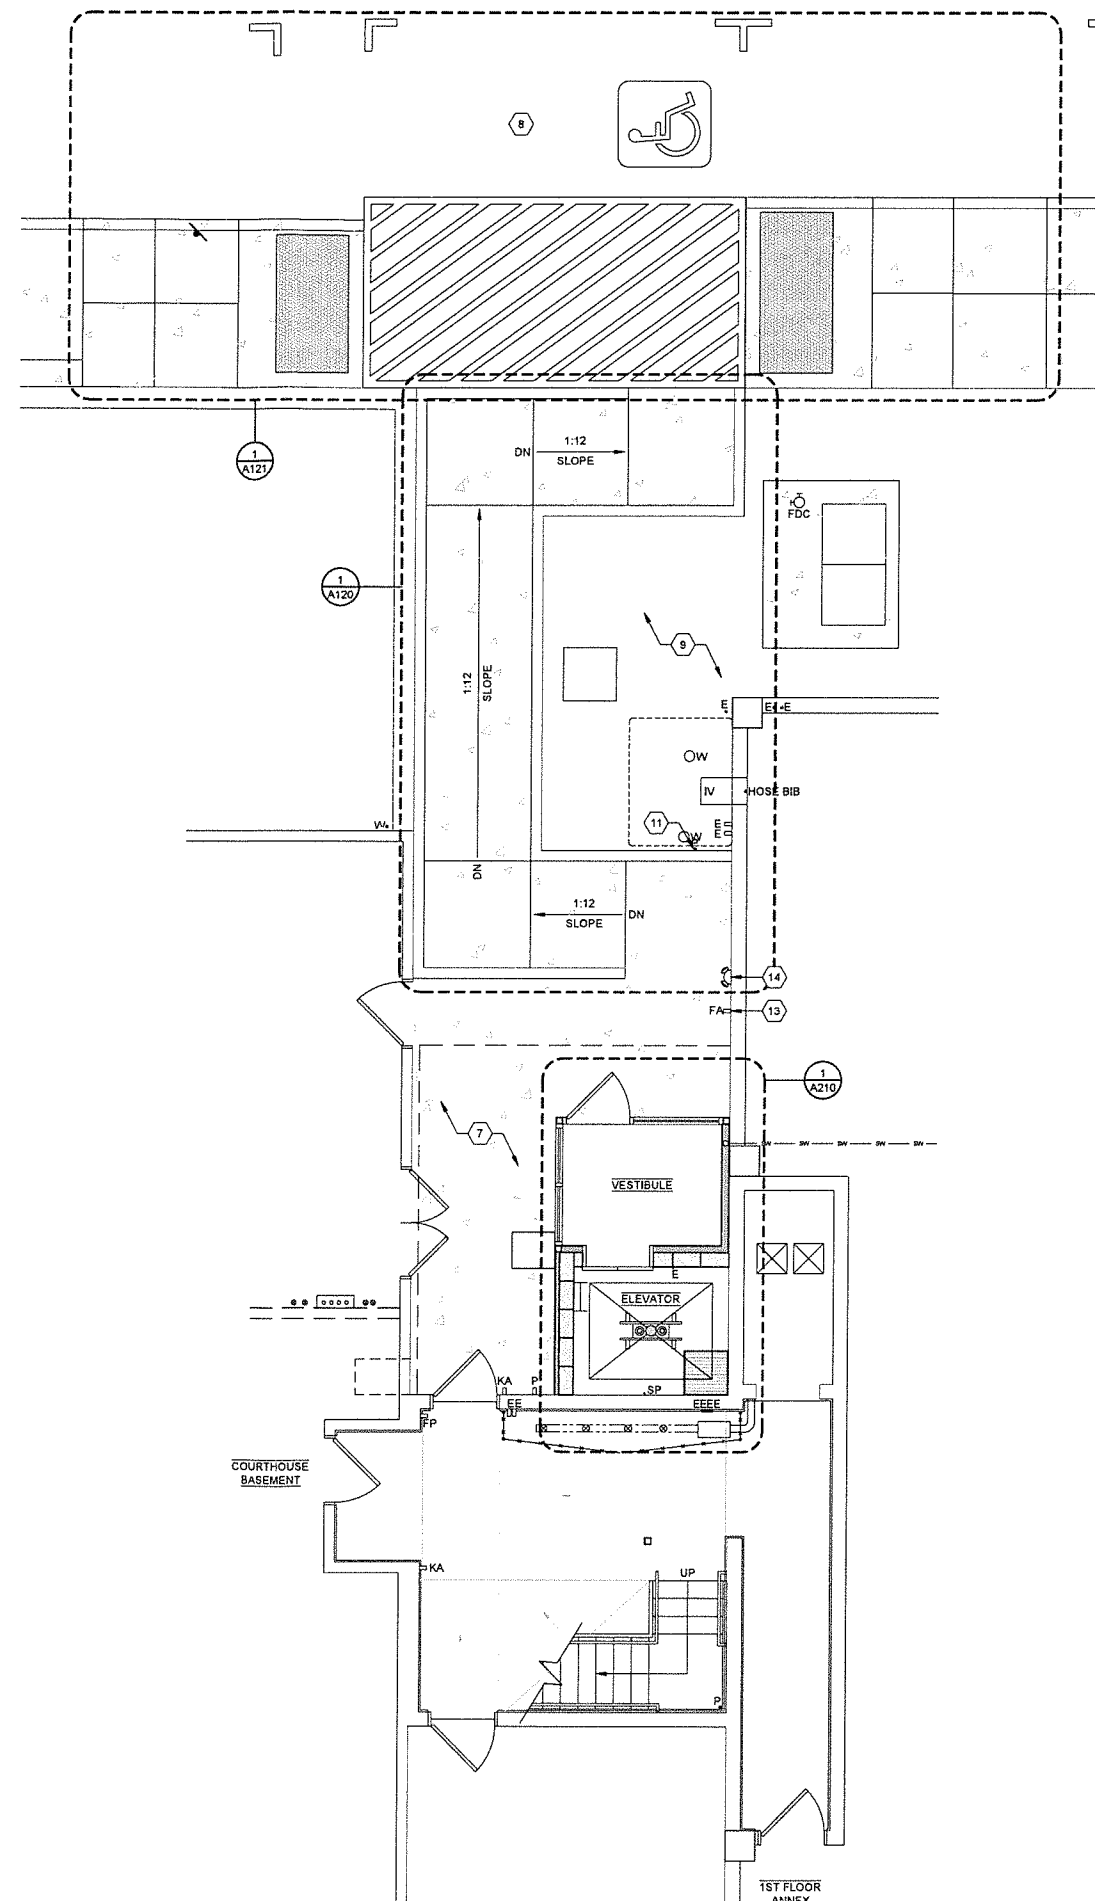 8
1
A121
DN
1:12
SLOPE
FDC
1
A120
9
1:12
SLOPE
E
E
E
W
IV
HOSE BIB
W
11
W
E
E
DN
1:12
SLOPE
DN
14
FA
13
1
A210
7
SW
SW
SW
SW
SW
VESTIBULE
E
ELEVATOR
KA
P
SP
EE
EEEE
FP
COURTHOUSE
BASEMENT
KA
UP
P
1ST FLOOR
ANNEX